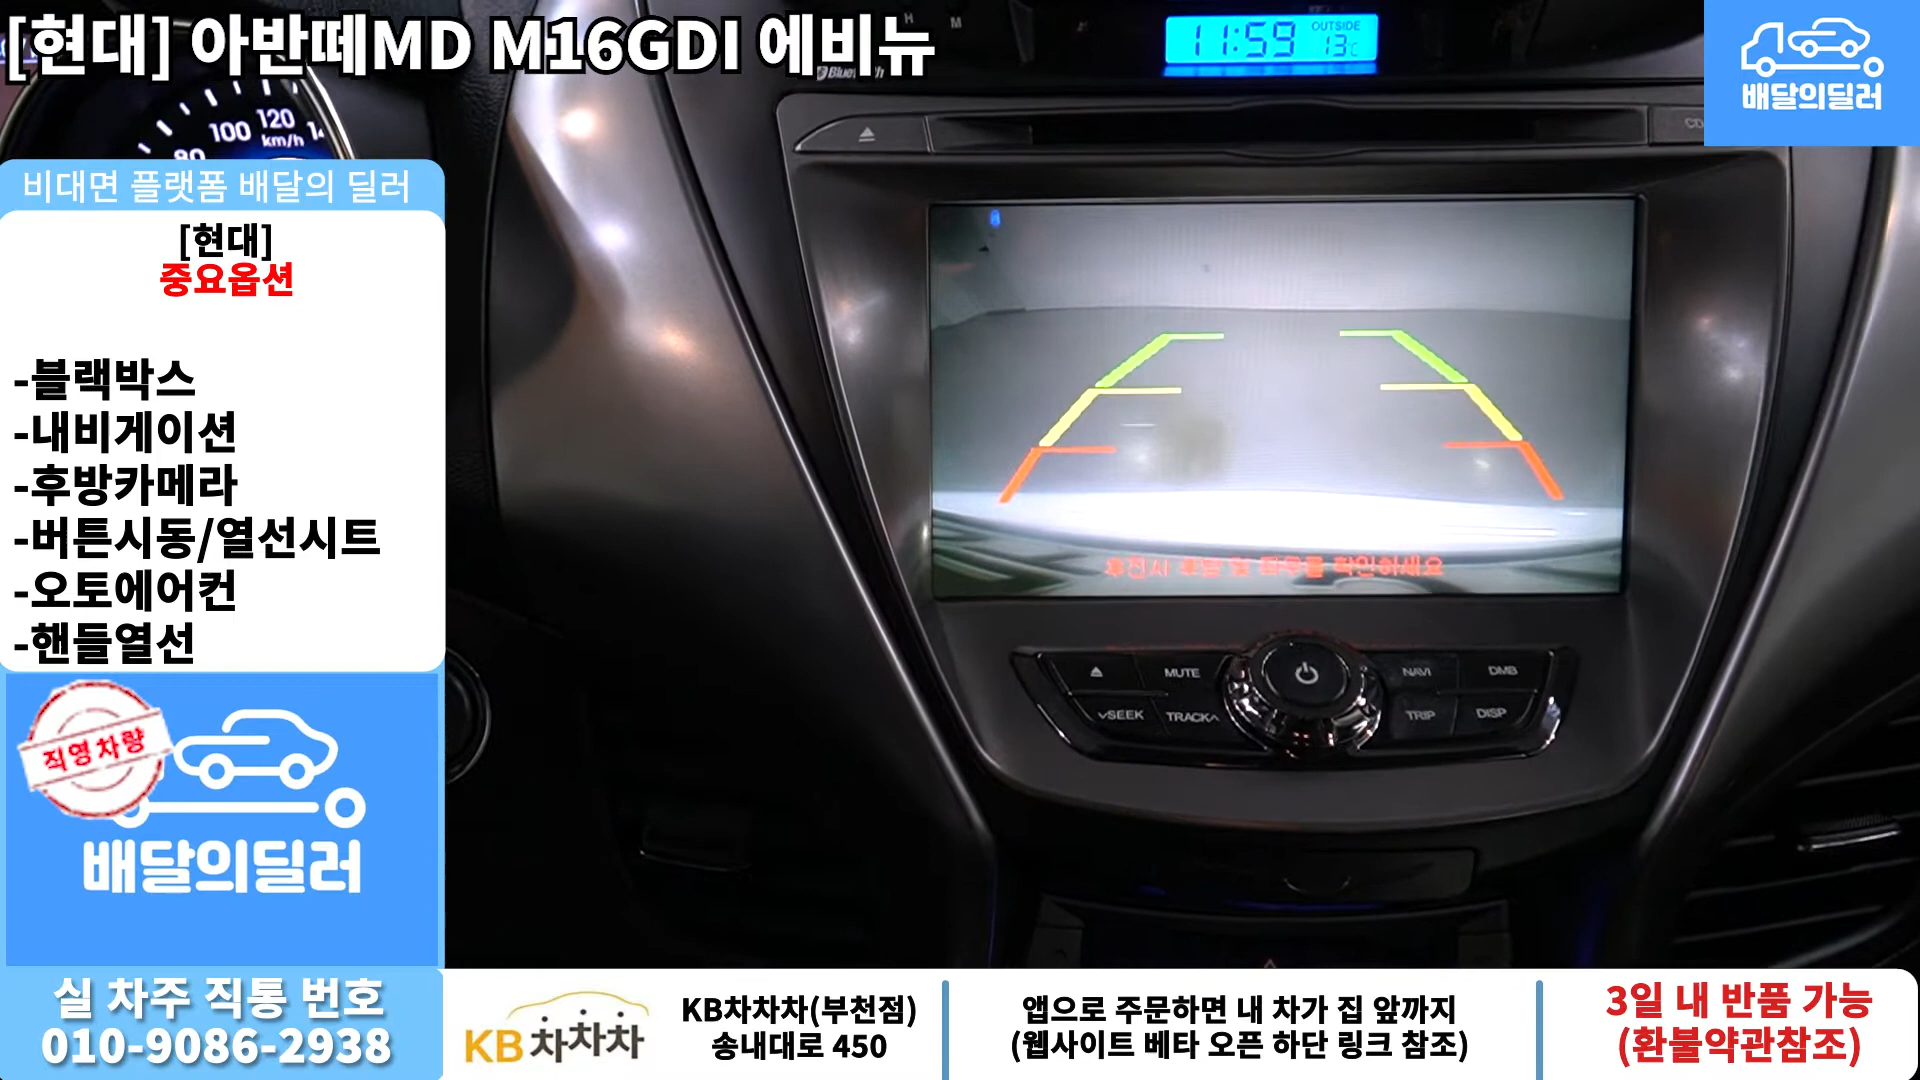 [현대] 아반떼MD M16GDI 에비뉴
H
M
11:59
OUTSIDE
13c
배달의딜러
80
100
120
km/h
비대면 플랫폼 배달의 딜러
[현대]
중요옵션
-블랙박스
-내비게이션
-후방카메라
-버튼시동/열선시트
-오토에어컨
-핸들열선
MUTE
NAVI
DMB
SEEK
TRACK
TRIP
DISP
직영차량
배달의딜러
실 차주 직통 번호
010-9086-2938
KB차차차
KB차차차(부천점)
송내대로 450
앱으로 주문하면 내 차가 집 앞까지
(웹사이트 베타 오픈 하단 링크 참조)
3일 내 반품 가능
(환불약관참조)